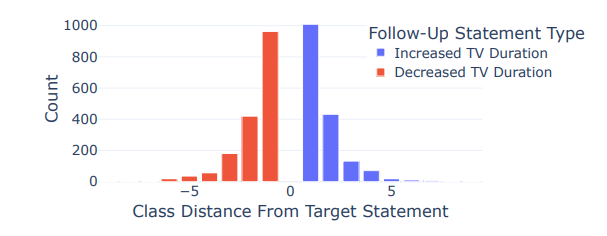 1000
800
600
400
200
0
Count
−5
0
5
Class Distance From Target Statement
Follow-Up Statement Type
Increased TV Duration
Decreased TV Duration